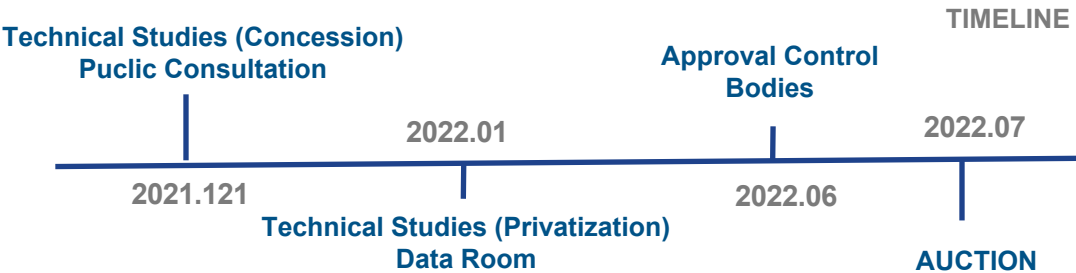 TIMELINE
Technical Studies (Concession)
Puclic Consultation
2021.121
2022.01
Technical Studies (Privatization)
Data Room
Approval Control
Bodies
2022.06
2022.07
AUCTION